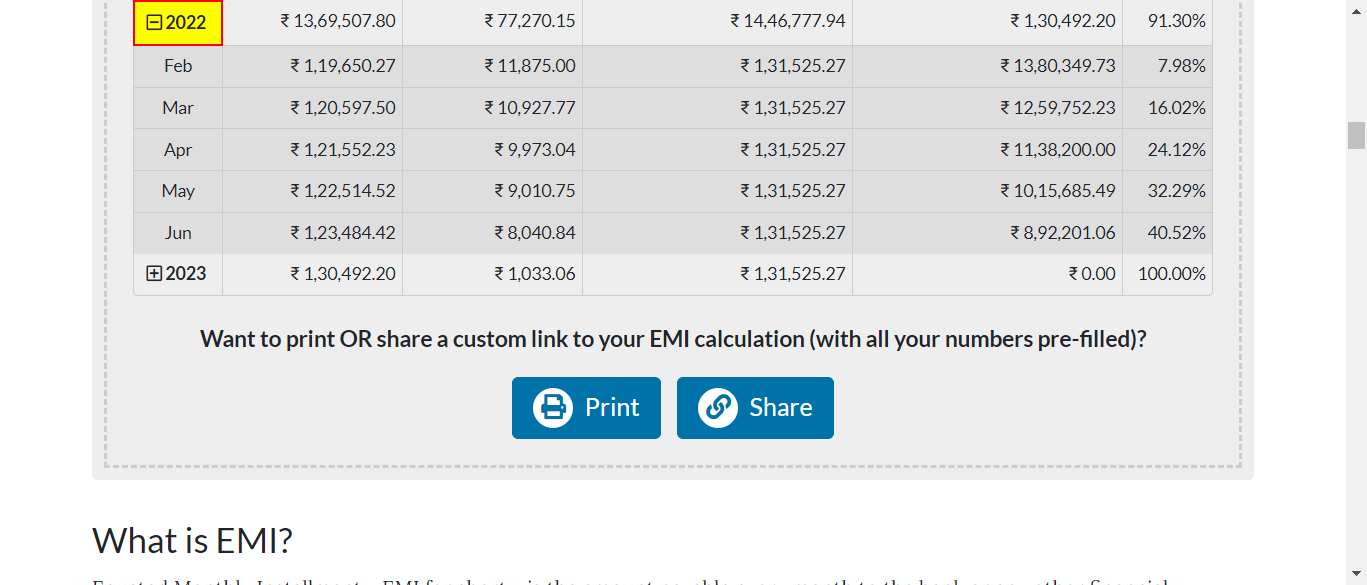 2022 ₹ 13,69,507.80 ₹ 77,270.15 ₹ 14,46,777.94 ₹ 1,30,492.20 91.30%
Feb ₹ 1,19,650.27 ₹ 11,875.00 ₹ 1,31,525.27 ₹ 13,80,349.73 7.98%
Mar ₹ 1,20,597.50 ₹ 10,927.77 ₹ 1,31,525.27 ₹ 12,59,752.23 16.02%
Apr ₹ 1,21,552.23 ₹ 9,973.04 ₹ 1,31,525.27 ₹ 11,38,200.00 24.12%
May ₹ 1,22,514.52 ₹ 9,010.75 ₹ 1,31,525.27 ₹ 10,15,685.49 32.29%
Jun ₹ 1,23,484.42 ₹ 8,040.84 ₹ 1,31,525.27 ₹ 8,92,201.06 40.52%
2023 ₹ 1,30,492.20 ₹ 1,033.06 ₹ 1,31,525.27 ₹ 0.00 100.00%
Want to print OR share a custom link to your EMI calculation (with all your numbers pre-filled)?
Print Share
What is EMI?